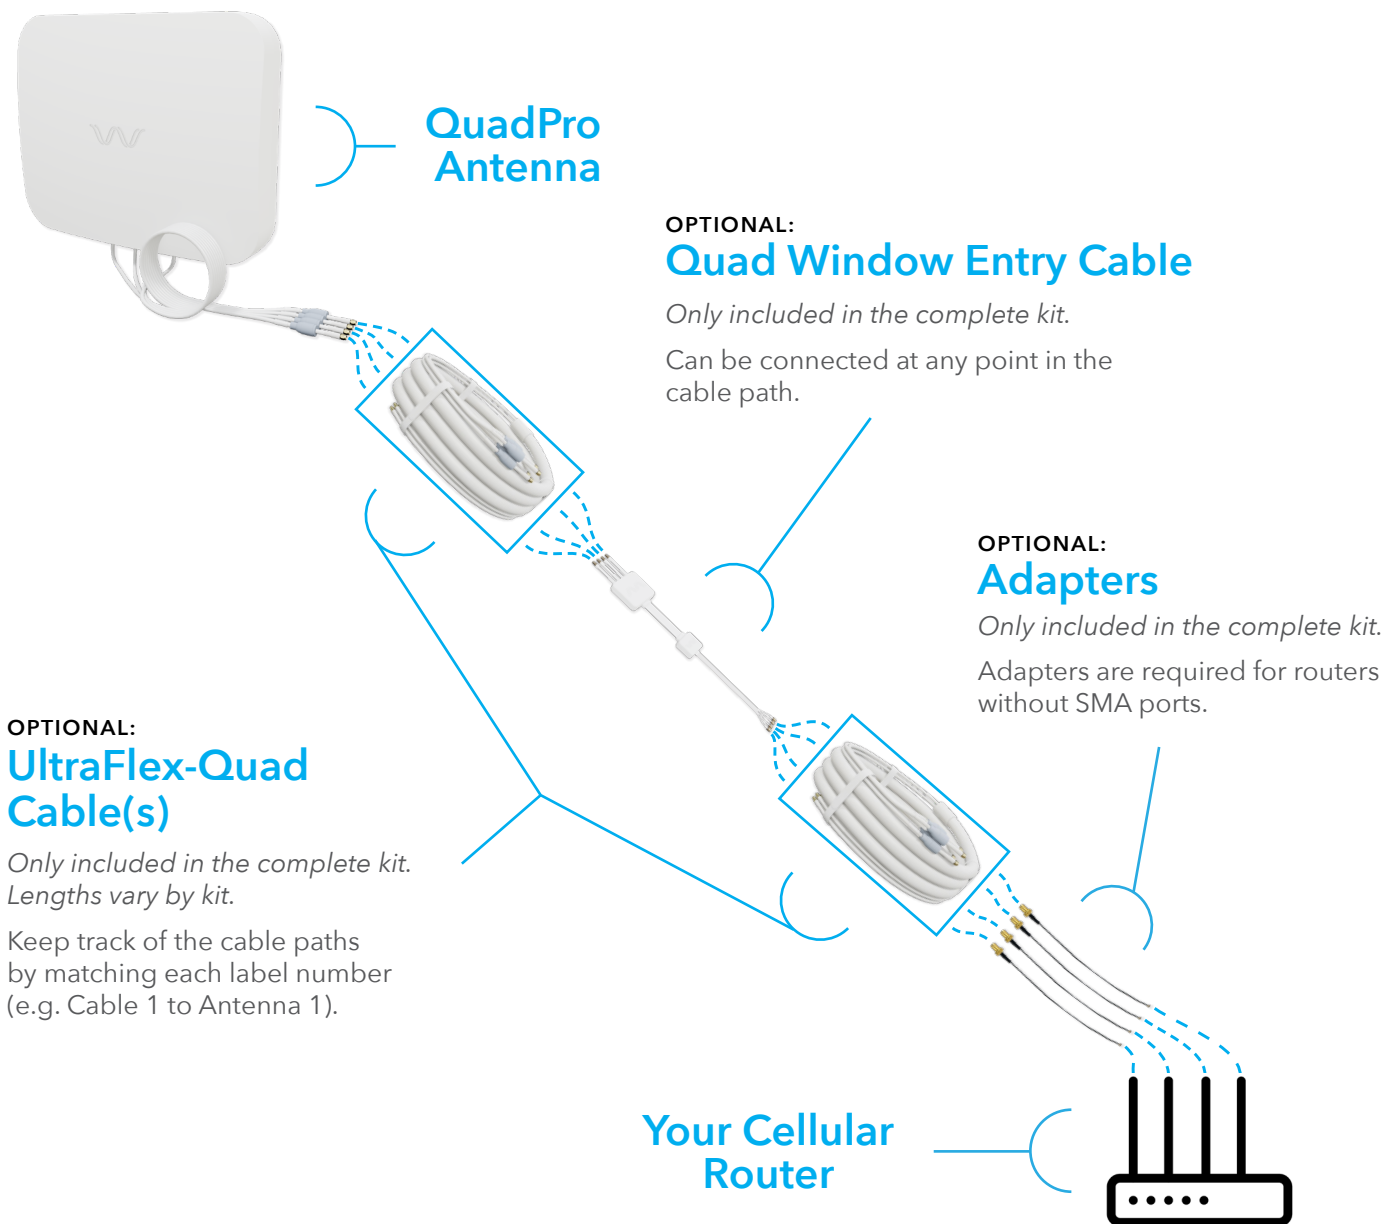 QuadPro
Antenna
OPTIONAL:
Quad Window Entry Cable
Only included in the complete kit.
Can be connected at any point in the
cable path.
OPTIONAL:
Adapters
Only included in the complete kit.
Adapters are required for routers
without SMA ports.
OPTIONAL:
UltraFlex-Quad
Cable(s)
Only included in the complete kit.
Lengths vary by kit.
Keep track of the cable paths
by matching each label number
(e.g. Cable 1 to Antenna 1).
Your Cellular
Router